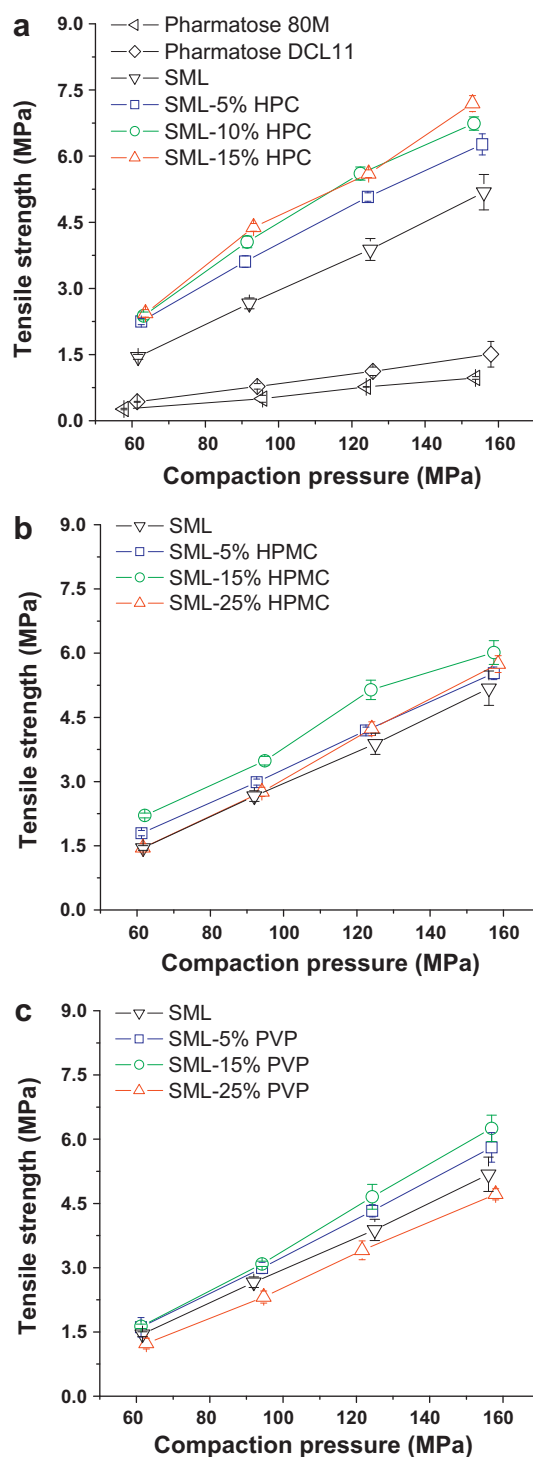 a
Pharmatose 80M
Pharmatose DCL11
SML
SML-5% HPC
SML-10% HPC
SML-15% HPC
Tensile strength (MPa)
9.0
7.5
6.0
4.5
3.0
1.5
0.0
60 80 100 120 140 160
Compaction pressure (MPa)
b
SML
SML-5% HPMC
SML-15% HPMC
SML-25% HPMC
Tensile strength (MPa)
9.0
7.5
6.0
4.5
3.0
1.5
0.0
60 80 100 120 140 160
Compaction pressure (MPa)
c
SML
SML-5% PVP
SML-15% PVP
SML-25% PVP
Tensile strength (MPa)
9.0
7.5
6.0
4.5
3.0
1.5
0.0
60 80 100 120 140 160
Compaction pressure (MPa)